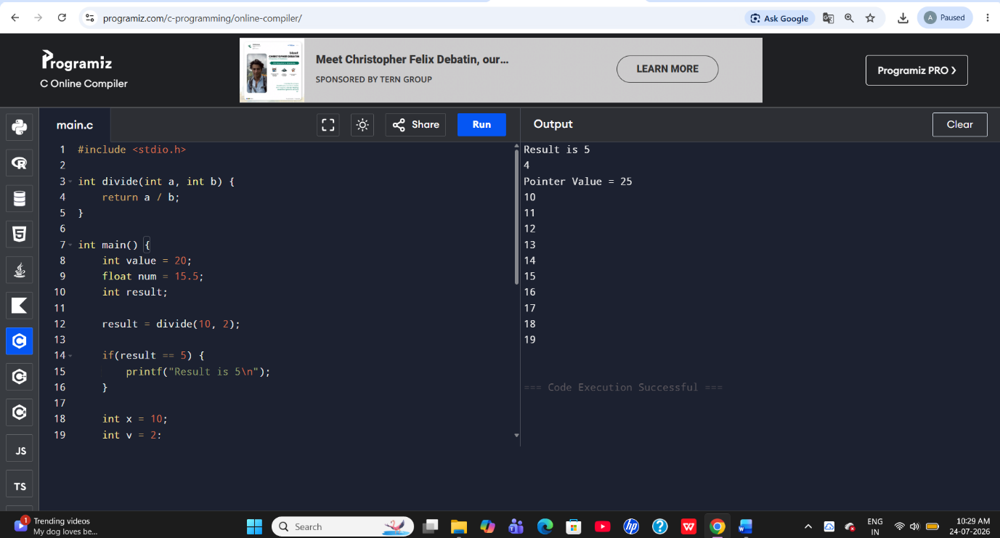 programiz.com/c-programming/online-compiler/
Ask Google
A
Paused
Programiz
C Online Compiler
Meet
CHRISTOPHER DEBATIN
Meet Christopher Felix Debatin, our...
SPONSORED BY TERN GROUP
LEARN MORE
Programiz PRO
main.c
Share
Run
Output
Clear
1 #include <stdio.h>
2
3 int divide(int a, int b) {
4 return a / b;
5 }
6
7 int main() {
8 int value = 20;
9 float num = 15.5;
10 int result;
11
12 result = divide(10, 2);
13
14 if(result == 5) {
15 printf("Result is 5\n");
16 }
17
18 int x = 10;
19 int v = 2:
Result is 5
4
Pointer Value = 25
10
11
12
13
14
15
16
17
18
19
=== Code Execution Successful ===
R
5
C
JS
TS
1
Trending videos
My dog loves be...
Search
hp
?
W
W
ENG
IN
10:29 AM
24-07-2026